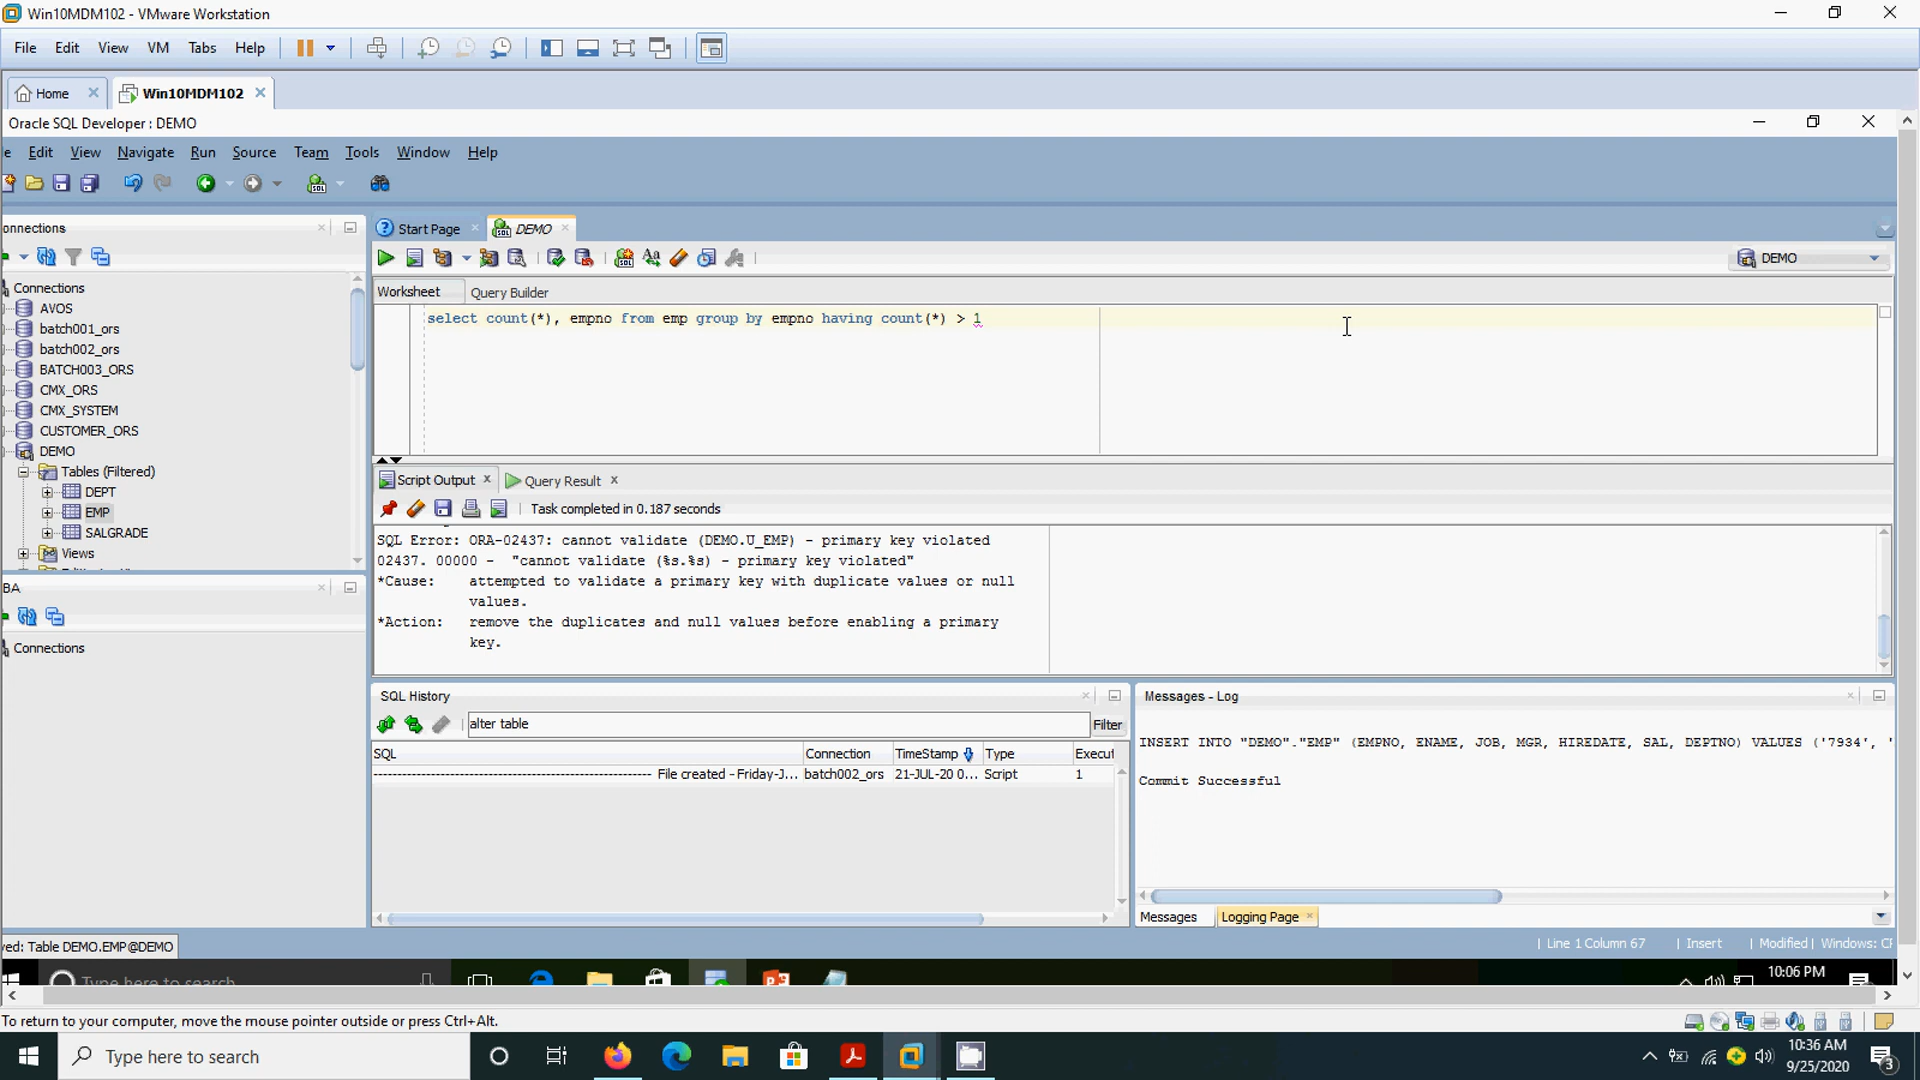 Win10MDM102 - VMware Workstation
File Edit View VM Tabs Help
Home Win10MDM102
Oracle SQL Developer : DEMO
e Edit View Navigate Run Source Team Tools Window Help
onnections
Start Page DEMO
DEMO
Worksheet Query Builder
select count(*), empno from emp group by empno having count(*) > 1
Connections
AVOS
batch001_ors
batch002_ors
BATCH003_ORS
CMX_ORS
CMX_SYSTEM
CUSTOMER_ORS
DEMO
Tables (Filtered)
DEPT
EMP
SALGRADE
Views
BA
Connections
Script Output Query Result
Task completed in 0.187 seconds
SQL Error: ORA-02437: cannot validate (DEMO.U_EMP) - primary key violated
02437. 00000 - "cannot validate (%s.%s) - primary key violated"
*Cause: attempted to validate a primary key with duplicate values or null
values.
*Action: remove the duplicates and null values before enabling a primary
key.
SQL History
alter table Filter
SQL Connection TimeStamp Type Execut
-------------------------------------------------------- File created - Friday-J... batch002_ors 21-JUL-20 0... Script 1
Messages - Log
INSERT INTO "DEMO"."EMP" (EMPNO, ENAME, JOB, MGR, HIREDATE, SAL, DEPTNO) VALUES ('7934', '
Commit Successful
Messages Logging Page
ved: Table DEMO.EMP@DEMO
Line 1 Column 67 Insert Modified Windows: CR
Type here to search
10:06 PM
To return to your computer, move the mouse pointer outside or press Ctrl+Alt.
Type here to search
10:36 AM
9/25/2020
3